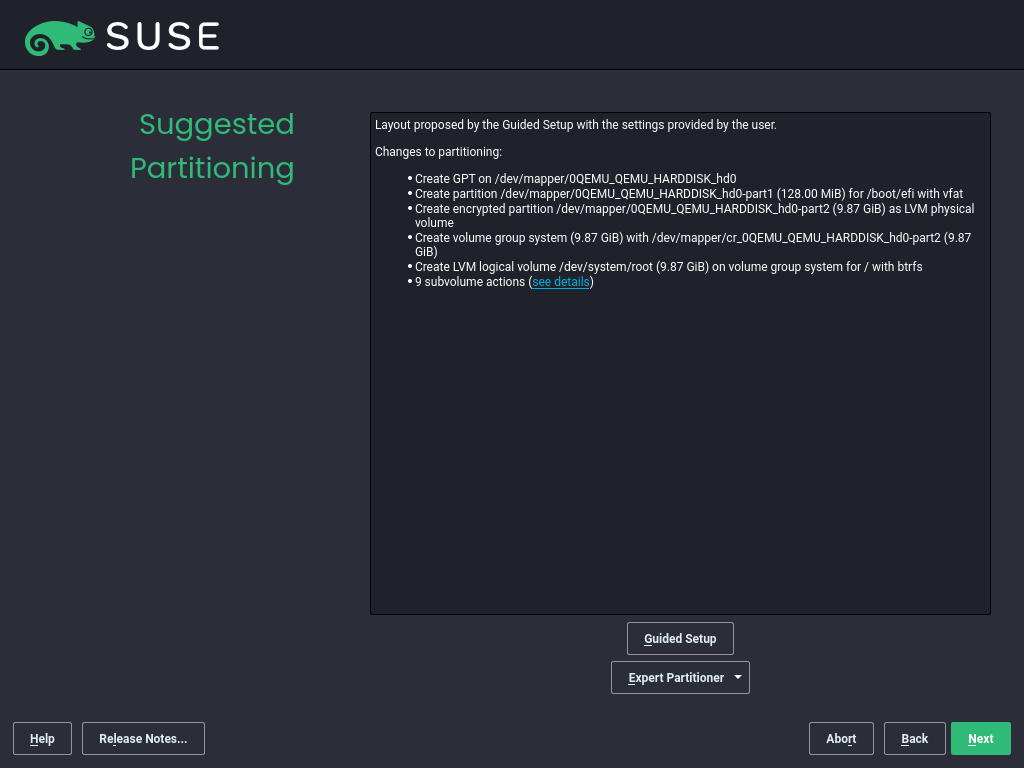 SUSE
Suggested
Partitioning
Layout proposed by the Guided Setup with the settings provided by the user.
Changes to partitioning:
• Create GPT on /dev/mapper/0QEMU_QEMU_HARDDISK_hd0
• Create partition /dev/mapper/0QEMU_QEMU_HARDDISK_hd0-part1 (128.00 MiB) for /boot/efi with vfat
• Create encrypted partition /dev/mapper/0QEMU_QEMU_HARDDISK_hd0-part2 (9.87 GiB) as LVM physical
volume
• Create volume group system (9.87 GiB) with /dev/mapper/cr_0QEMU_QEMU_HARDDISK_hd0-part2 (9.87
GiB)
• Create LVM logical volume /dev/system/root (9.87 GiB) on volume group system for / with btrfs
• 9 subvolume actions (see details)
Guided Setup
Expert Partitioner
Help
Release Notes...
Abort
Back
Next